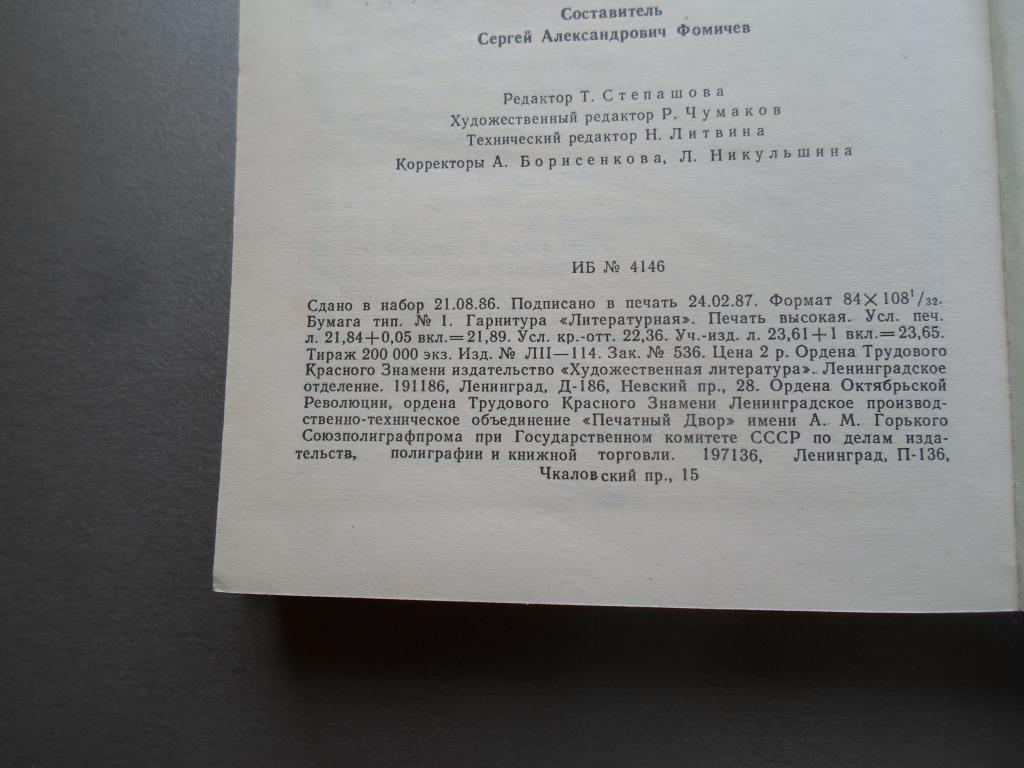 Составитель
Сергей Александрович Фомичев
Редактор Т. Степашова
Художественный редактор Р. Чумаков
Технический редактор Н. Литвина
Корректоры А. Борисенкова, Л. Никульшина
ИБ № 4146
Сдано в набор 21.08.86. Подписано в печать 24.02.87. Формат 84×108¹/₃₂.
Бумага тип. № 1. Гарнитура «Литературная». Печать высокая. Усл. печ.
л. 21,84+0,05 вкл.=21,89. Усл. кр.-отт. 22,36. Уч.-изд. л. 23,61+1 вкл.=23,65.
Тираж 200 000 экз. Изд. № ЛII—114. Зак. № 536. Цена 2 р. Ордена Трудового
Красного Знамени издательство «Художественная литература». Ленинградское
отделение. 191186, Ленинград, Д-186, Невский пр., 28. Ордена Октябрьской
Революции, ордена Трудового Красного Знамени Ленинградское производ-
ственно-техническое объединение «Печатный Двор» имени А. М. Горького
Союзполиграфпрома при Государственном комитете СССР по делам изда-
тельств, полиграфии и книжной торговли. 197136, Ленинград, П-136,
Чкаловский пр., 15